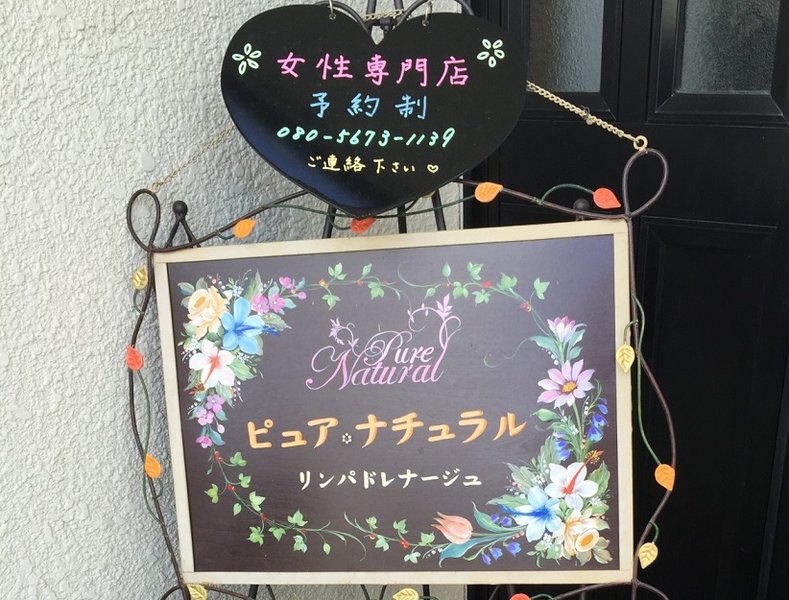 女性専門店
予約制
080-5673-1139
ご連絡下さい♡
Pure
Natural
ピュア・ナチュラル
リンパドレナージュ